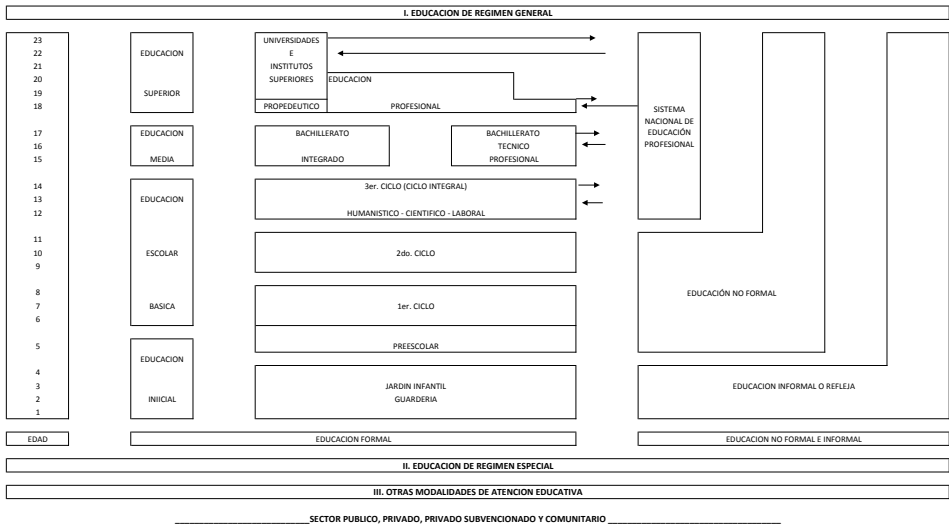 I. EDUCACION DE REGIMEN GENERAL
23 UNIVERSIDADES
22 EDUCACION E
21 INSTITUTOS
20 SUPERIORES EDUCACION
19 SUPERIOR
18 PROPEDEUTICO PROFESIONAL SISTEMA
NACIONAL DE
17 EDUCACION BACHILLERATO BACHILLERATO EDUCACIÓN
16 TECNICO PROFESIONAL
15 MEDIA INTEGRADO PROFESIONAL
14 3er. CICLO (CICLO INTEGRAL)
13 EDUCACION
12 HUMANISTICO - CIENTIFICO - LABORAL
11
10 ESCOLAR 2do. CICLO
9
8 EDUCACIÓN NO FORMAL
7 BASICA 1er. CICLO
6
5 PREESCOLAR
EDUCACION
4
3 JARDIN INFANTIL EDUCACION INFORMAL O REFLEJA
2 INIICIAL GUARDERIA
1
EDAD EDUCACION FORMAL EDUCACION NO FORMAL E INFORMAL
II. EDUCACION DE REGIMEN ESPECIAL
III. OTRAS MODALIDADES DE ATENCION EDUCATIVA
SECTOR PUBLICO, PRIVADO, PRIVADO SUBVENCIONADO Y COMUNITARIO